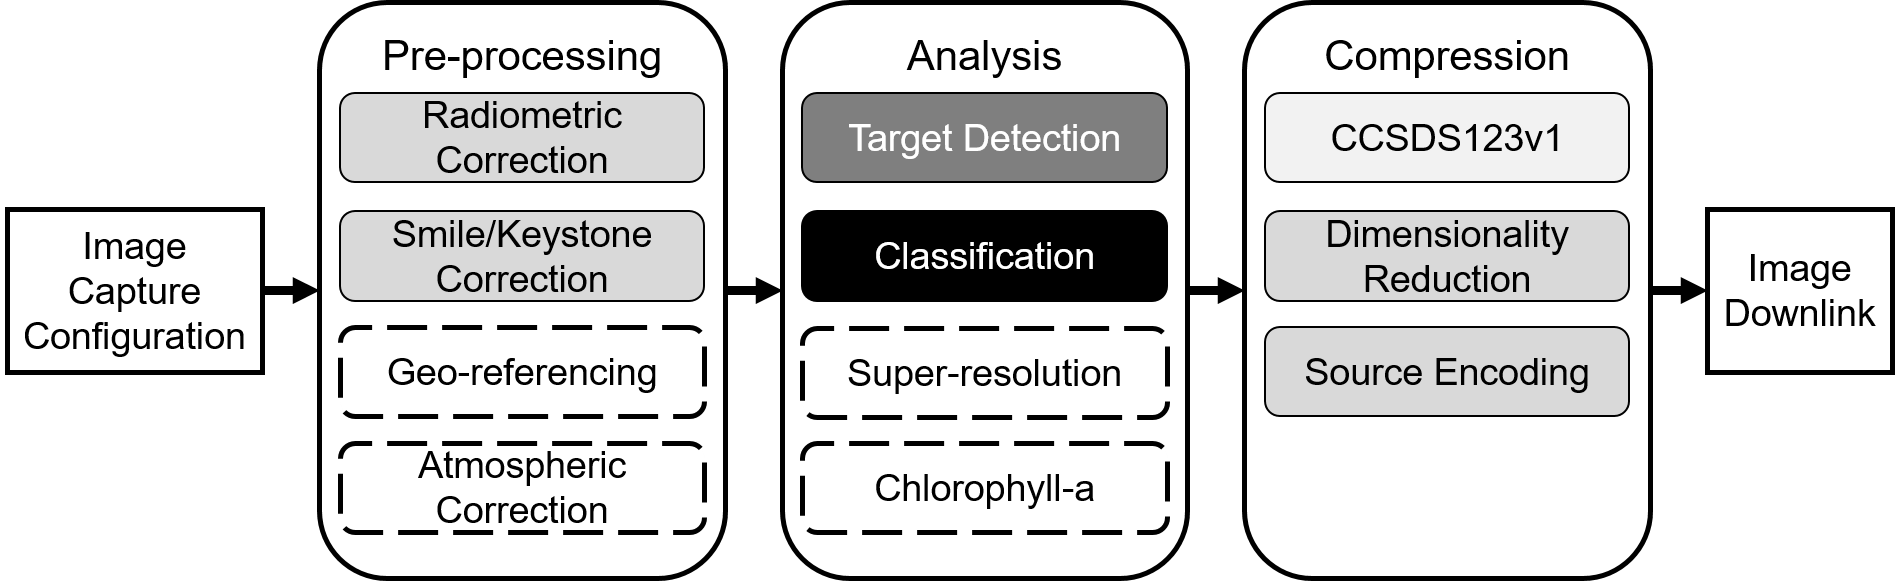 Image
Capture
Configuration
Pre-processing
Radiometric
Correction
Smile/Keystone
Correction
Geo-referencing
Atmospheric
Correction
Analysis
Target Detection
Classification
Super-resolution
Chlorophyll-a
Compression
CCSDS123v1
Dimensionality
Reduction
Source Encoding
Image
Downlink